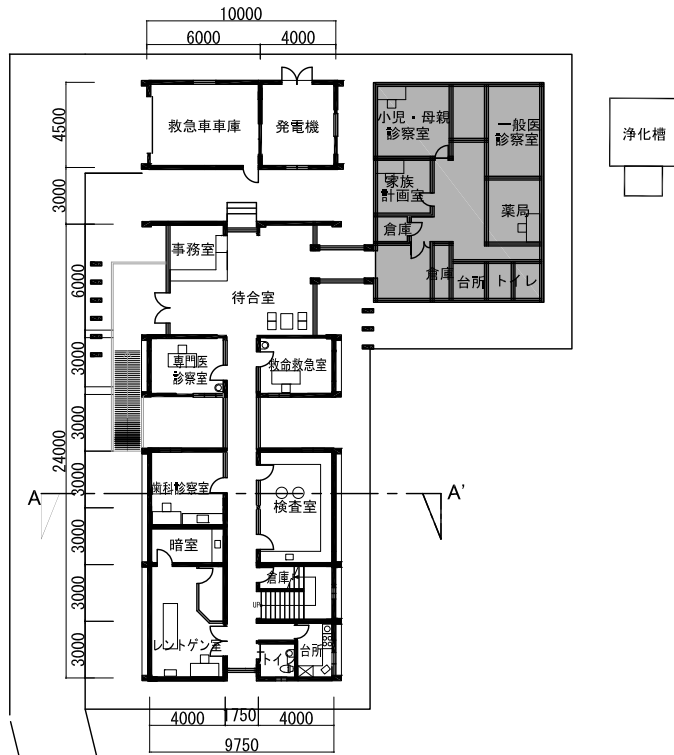 10000
6000
4000
4500
3000
救急車車庫
発電機
小児・母親
診察室
一般医
診察室
浄化槽
家族
計画室
薬局
倉庫
倉庫
台所
トイレ
事務室
待合室
6000
3000
専門医
診察室
救命救急室
3000
24000
3000
歯科診察室
検査室
A
A'
3000
暗室
倉庫
3000
UP
レントゲン室
トイ
台所
3000
4000
1750
4000
9750